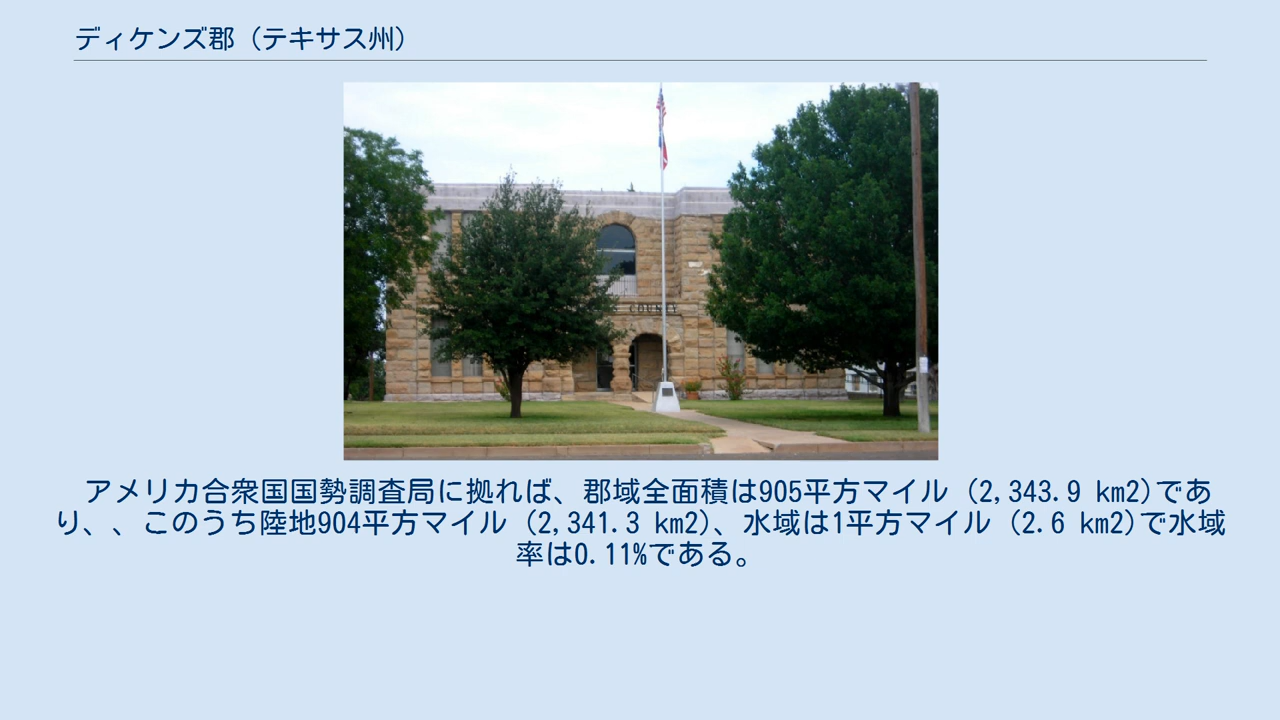 ディケンズ郡（テキサス州）
COUNTY
アメリカ合衆国国勢調査局に拠れば、郡域全面積は905平方マイル（2,343.9 km2)であ
り、、このうち陸地904平方マイル（2,341.3 km2)、水域は1平方マイル（2.6 km2)で水域
率は0.11%である。